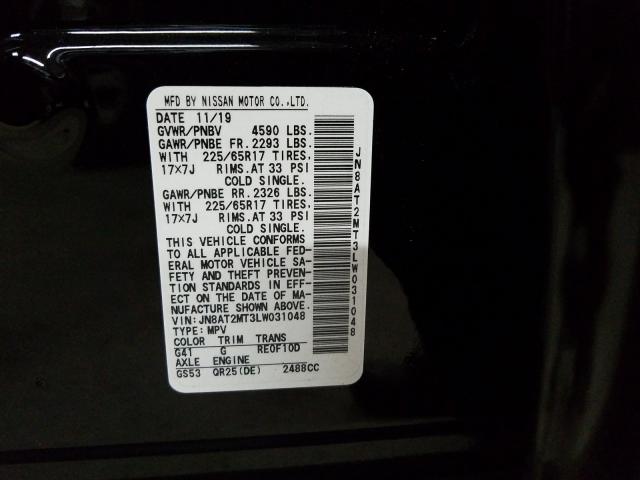 MFD BY NISSAN MOTOR CO.,LTD.
DATE 11/19
GVWR/PNBV 4590 LBS.
GAWR/PNBE FR. 2293 LBS.
WITH 225/65R17 TIRES,
17X7J RIMS. AT 33 PSI
COLD SINGLE.
GAWR/PNBE RR. 2326 LBS.
WITH 225/65R17 TIRES,
17X7J RIMS. AT 33 PSI
COLD SINGLE.
THIS VEHICLE CONFORMS
TO ALL APPLICABLE FED-
ERAL MOTOR VEHICLE SA-
FETY AND THEFT PREVEN-
TION STANDARDS IN EFF-
ECT ON THE DATE OF MA-
NUFACTURE SHOWN ABOVE.
VIN: JN8AT2MT3LW031048
TYPE: MPV
COLOR TRIM TRANS
G41 G RE0F10D
AXLE ENGINE
GS53 QR25(DE) 2488CC
JN8AT2MT3LW031048